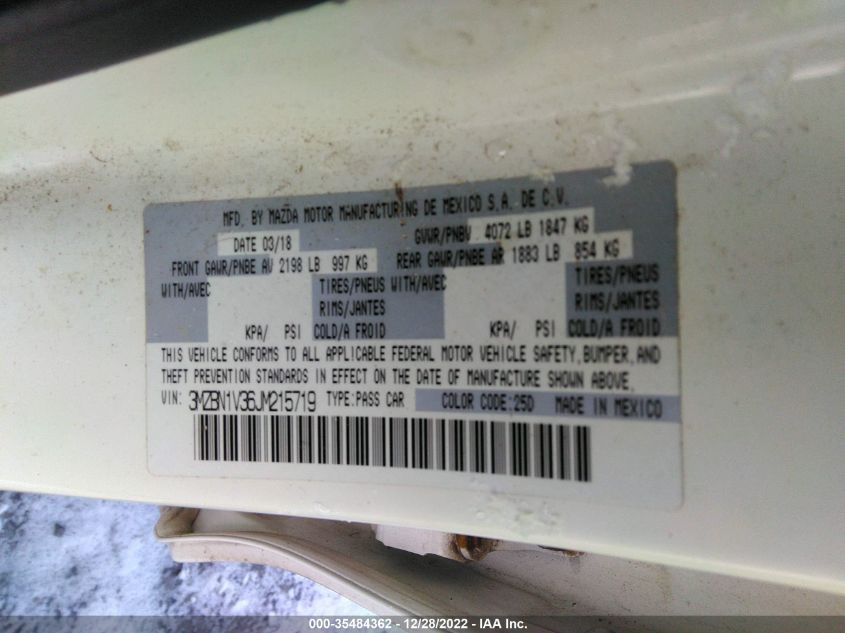 MFD. BY MAZDA MOTOR MANUFACTURING DE MEXICO S.A. DE C.V.
DATE 03/18 GVWR/PNBV 4072 LB 1847 KG
FRONT GAWR/PNBE AV 2198 LB 997 KG REAR GAWR/PNBE AR 1883 LB 854 KG
WITH/AVEC TIRES/PNEUS WITH/AVEC TIRES/PNEUS
RIMS/JANTES RIMS/JANTES
KPA/ PSI COLD/A FROID KPA/ PSI COLD/A FROID
THIS VEHICLE CONFORMS TO ALL APPLICABLE FEDERAL MOTOR VEHICLE SAFETY, BUMPER, AND
THEFT PREVENTION STANDARDS IN EFFECT ON THE DATE OF MANUFACTURE SHOWN ABOVE.
VIN: 3MZBN1V36JM215719 TYPE:PASS CAR COLOR CODE:25D MADE IN MEXICO
000-35484362 - 12/28/2022 - IAA Inc.